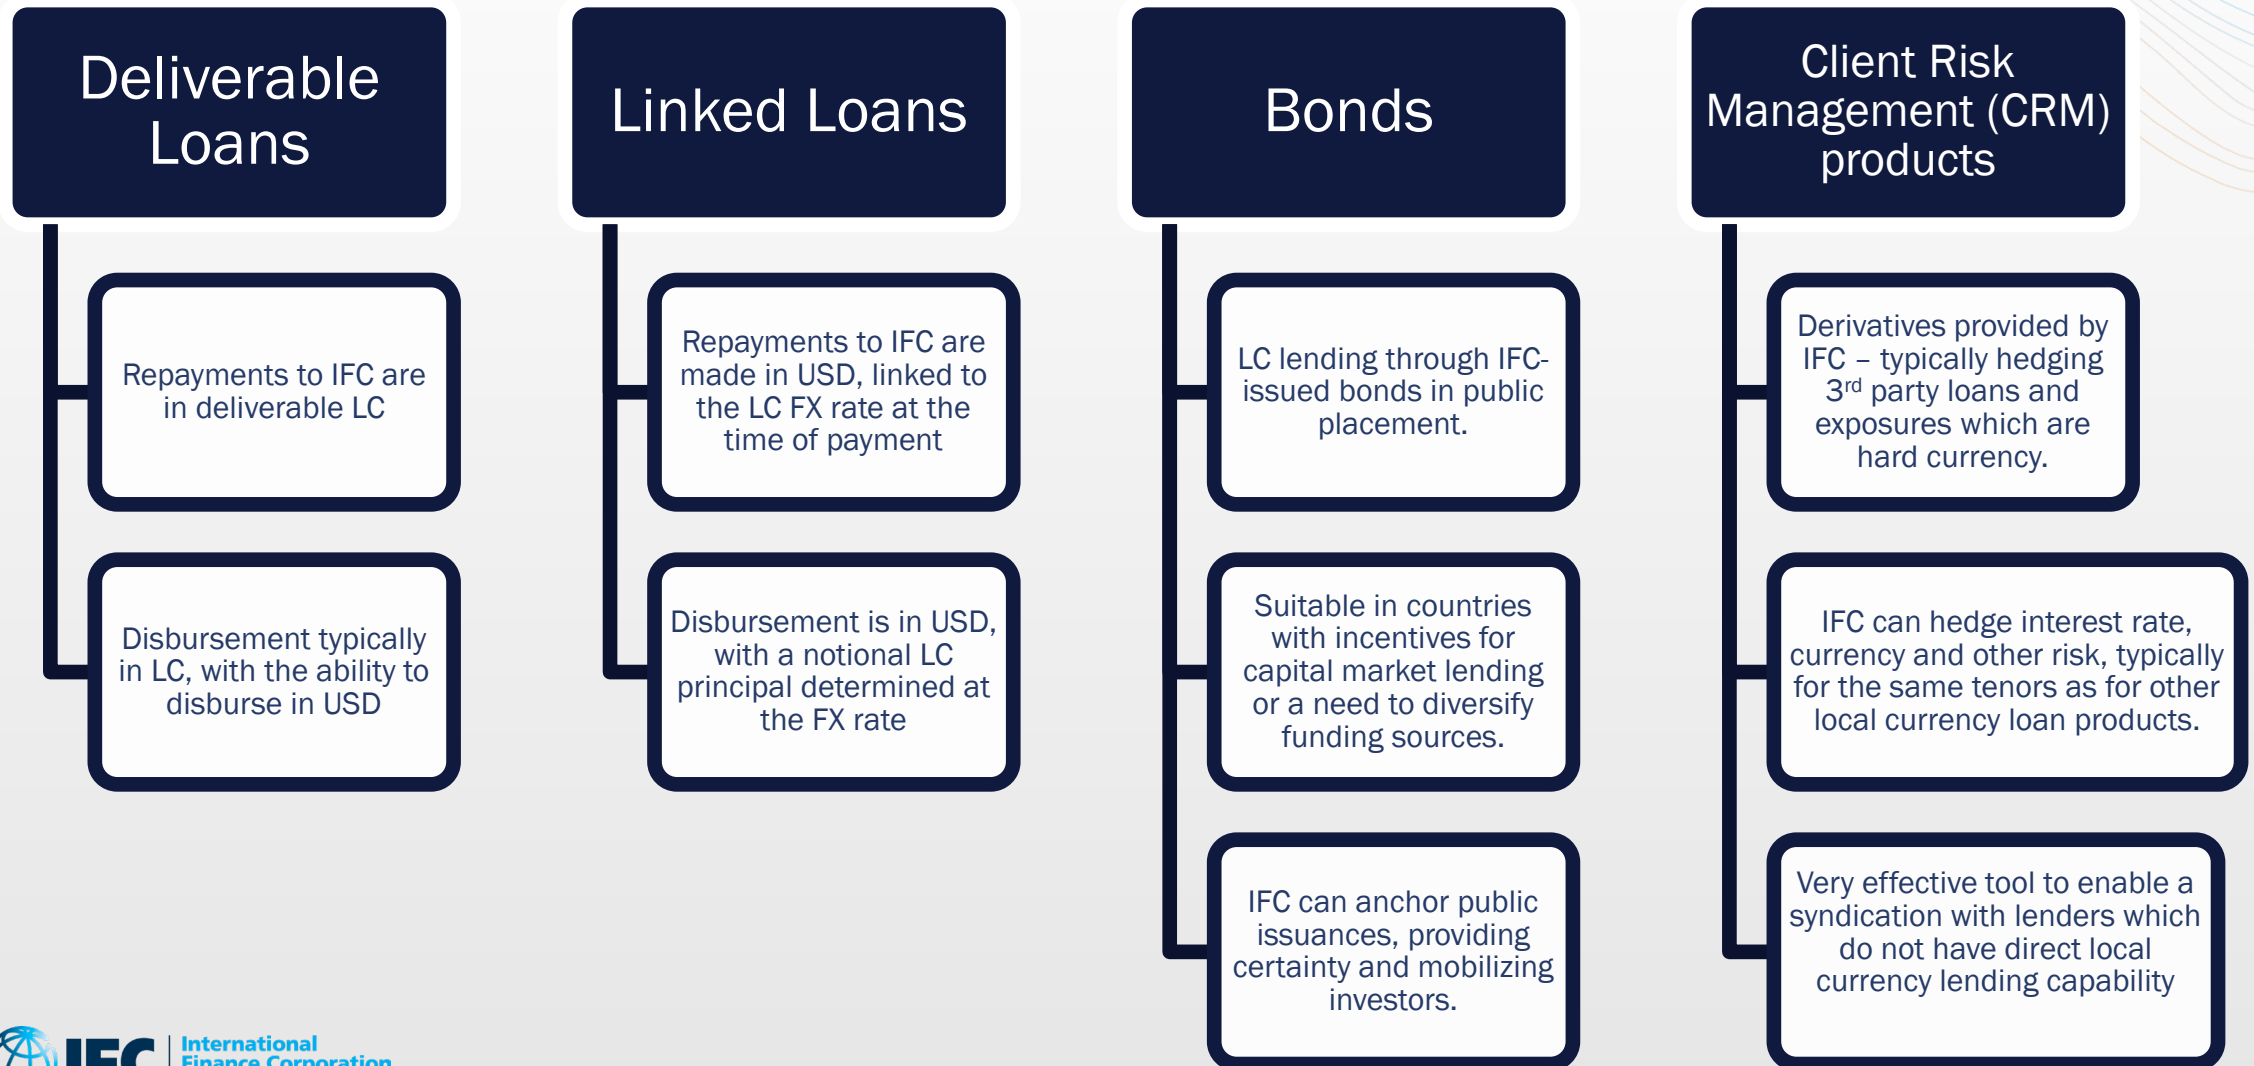 Deliverable
Loans
Repayments to IFC are
in deliverable LC
Disbursement typically
in LC, with the ability to
disburse in USD
Linked Loans
Repayments to IFC are
made in USD, linked to
the LC FX rate at the
time of payment
Disbursement is in USD,
with a notional LC
principal determined at
the FX rate
Bonds
LC lending through IFC-
issued bonds in public
placement.
Suitable in countries
with incentives for
capital market lending
or a need to diversify
funding sources.
IFC can anchor public
issuances, providing
certainty and mobilizing
investors.
Client Risk
Management (CRM)
products
Derivatives provided by
IFC – typically hedging
3rd party loans and
exposures which are
hard currency.
IFC can hedge interest rate,
currency and other risk, typically
for the same tenors as for other
local currency loan products.
Very effective tool to enable a
syndication with lenders which
do not have direct local
currency lending capability
IFC
International
Finance Corporation